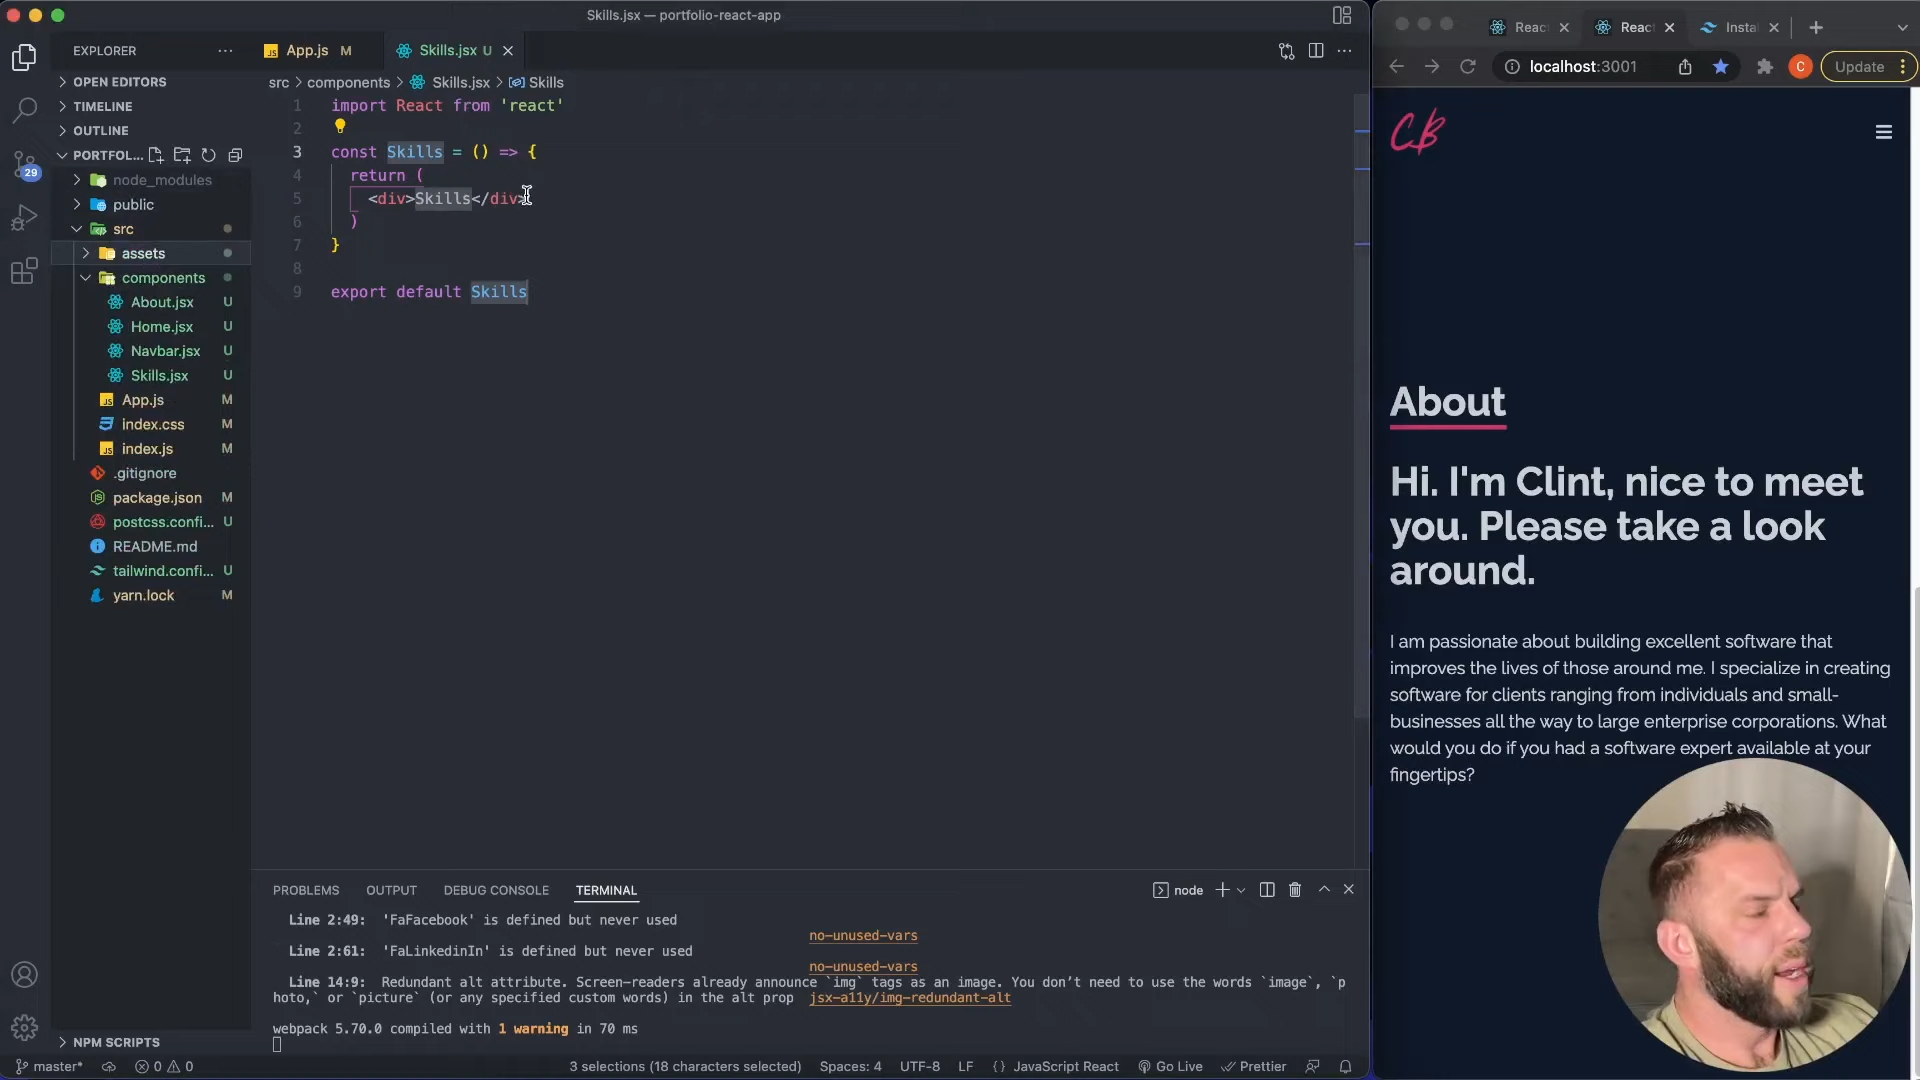 Skills.jsx — portfolio-react-app
EXPLORER
OPEN EDITORS
TIMELINE
OUTLINE
PORTFOL...
node_modules
public
src
assets
components
About.jsx U
Home.jsx U
Navbar.jsx U
Skills.jsx U
App.js M
index.css M
index.js M
.gitignore
package.json M
postcss.confi... U
README.md
tailwind.confi... U
yarn.lock M
NPM SCRIPTS
29
JS App.js M
Skills.jsx U
src > components > Skills.jsx > Skills
1 import React from 'react'
2
3 const Skills = () => {
4 return (
5 <div>Skills</div>
6 )
7 }
8
9 export default Skills
PROBLEMS OUTPUT DEBUG CONSOLE TERMINAL
node
Line 2:49: 'FaFacebook' is defined but never used
no-unused-vars
Line 2:61: 'FaLinkedinIn' is defined but never used
no-unused-vars
Line 14:9: Redundant alt attribute. Screen-readers already announce `img` tags as an image. You don’t need to use the words `image`, `p
hoto,` or `picture` (or any specified custom words) in the alt prop jsx-a11y/img-redundant-alt
webpack 5.70.0 compiled with 1 warning in 70 ms
master* 0 0
3 selections (18 characters selected) Spaces: 4 UTF-8 LF {} JavaScript React Go Live Prettier
React
React
Instal
localhost:3001
C
Update
CB
About
Hi. I'm Clint, nice to meet
you. Please take a look
around.
I am passionate about building excellent software that
improves the lives of those around me. I specialize in creating
software for clients ranging from individuals and small-
businesses all the way to large enterprise corporations. What
would you do if you had a software expert available at your
fingertips?